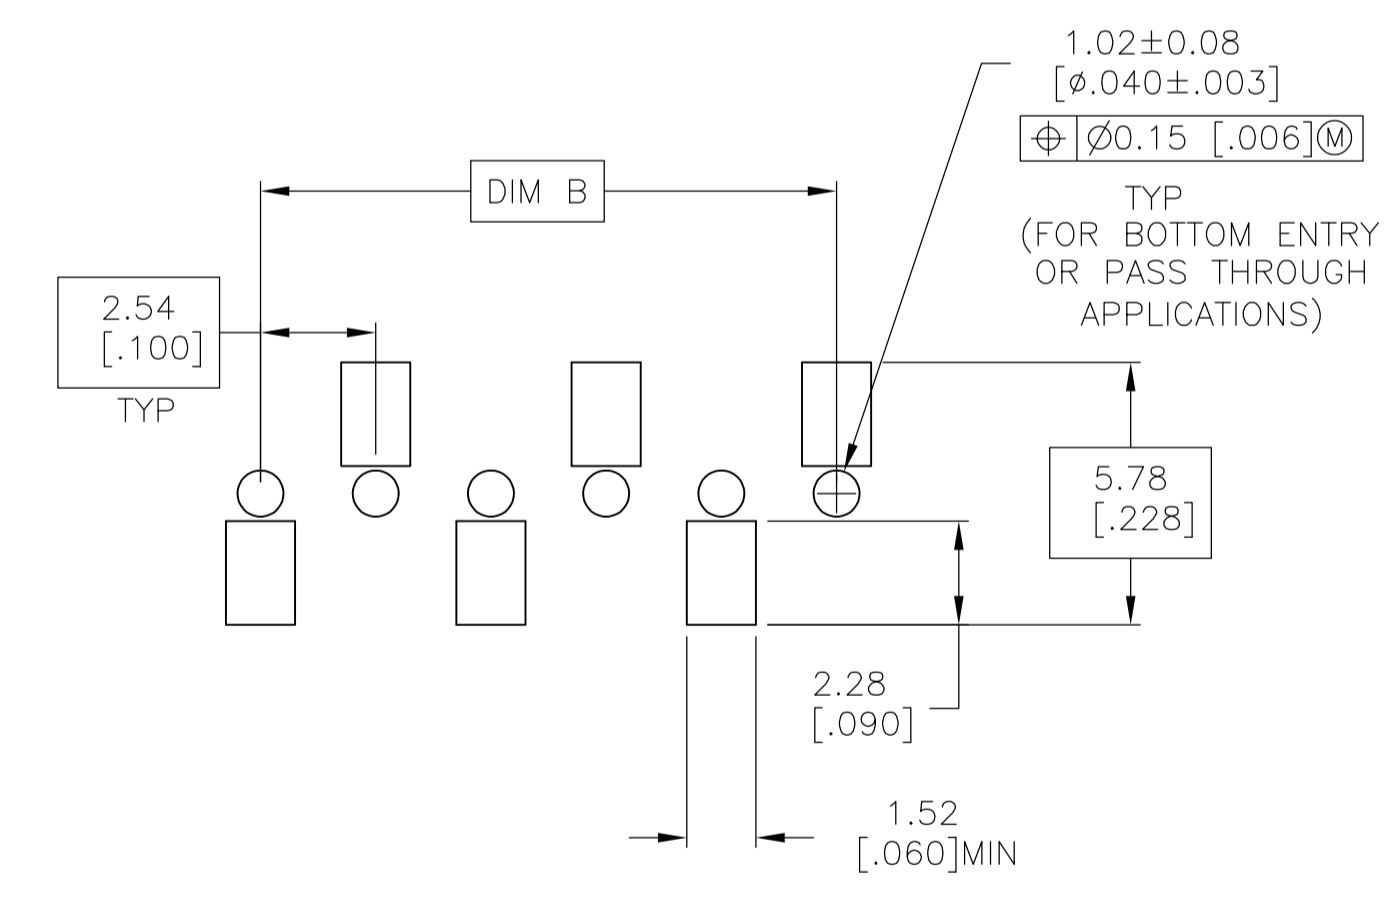 1.02±0.08
[ø.040±.003]
⌖ Ø0.15 [.006]Ⓜ
TYP
(FOR BOTTOM ENTRY
OR PASS THROUGH
APPLICATIONS)
DIM B
2.54
[.100]
TYP
5.78
[.228]
2.28
[.090]
1.52
[.060]MIN